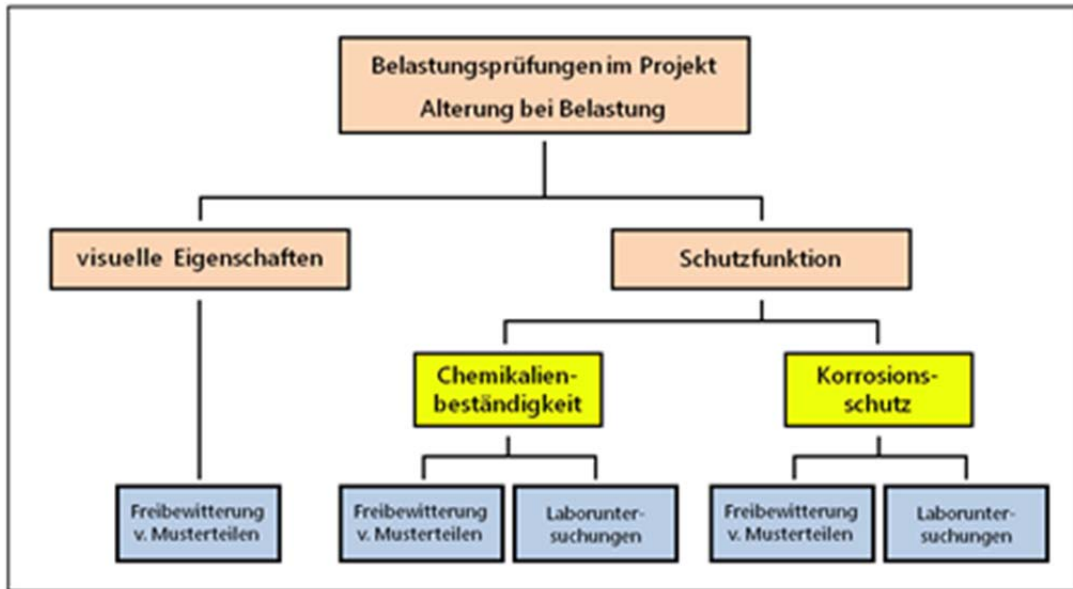 Belastungsprüfungen im Projekt
Alterung bei Belastung
visuelle Eigenschaften
Schutzfunktion
Chemikalien-
beständigkeit
Korrosions-
schutz
Freibewitterung
v. Musterteilen
Freibewitterung
v. Musterteilen
Laborunter-
suchungen
Freibewitterung
v. Musterteilen
Laborunter-
suchungen